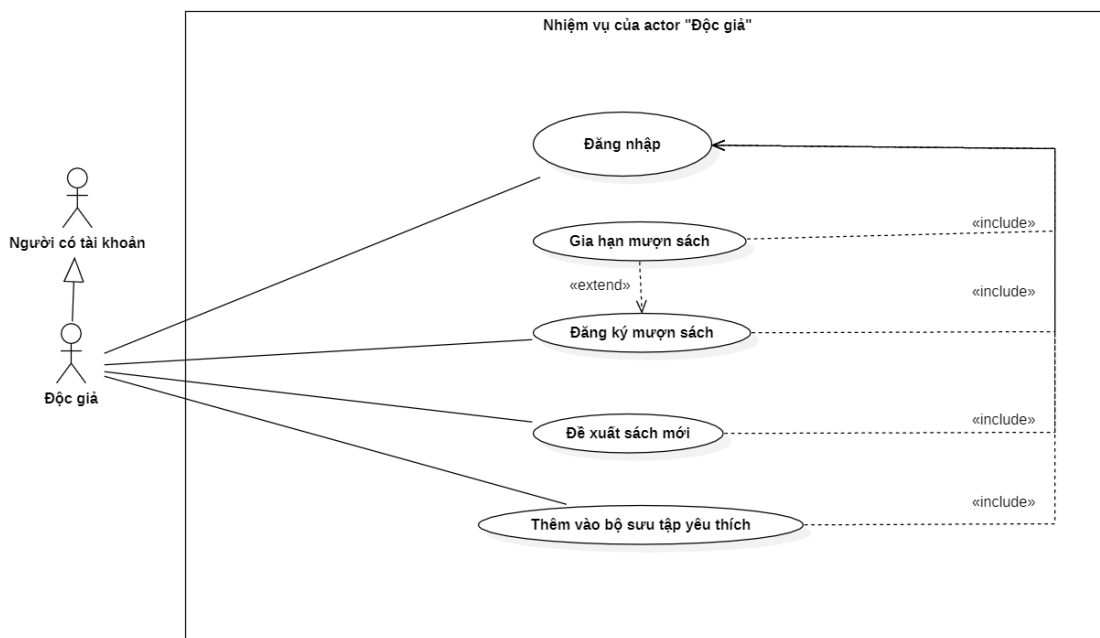 Nhiệm vụ của actor "Độc giả"
Đăng nhập
Người có tài khoản
Gia hạn mượn sách
«include»
«extend»
«include»
Đăng ký mượn sách
Độc giả
Đề xuất sách mới
«include»
Thêm vào bộ sưu tập yêu thích
«include»